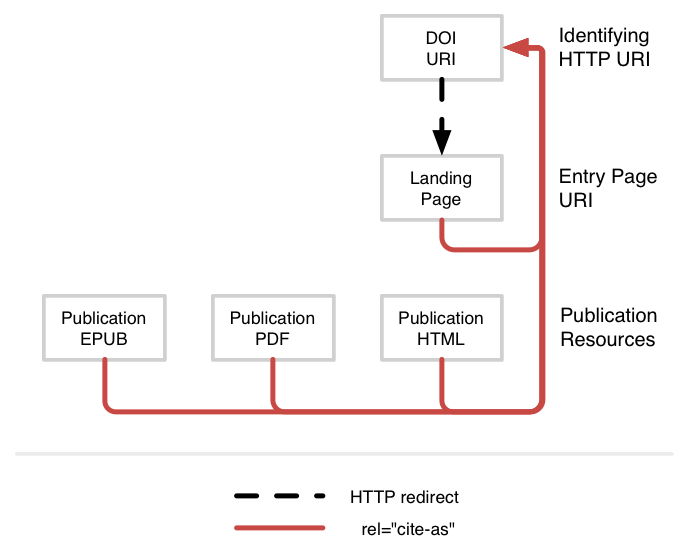 DOI
URI
Identifying
HTTP URI
Landing
Page
Entry Page
URI
Publication
EPUB
Publication
PDF
Publication
HTML
Publication
Resources
HTTP redirect
rel="cite-as"